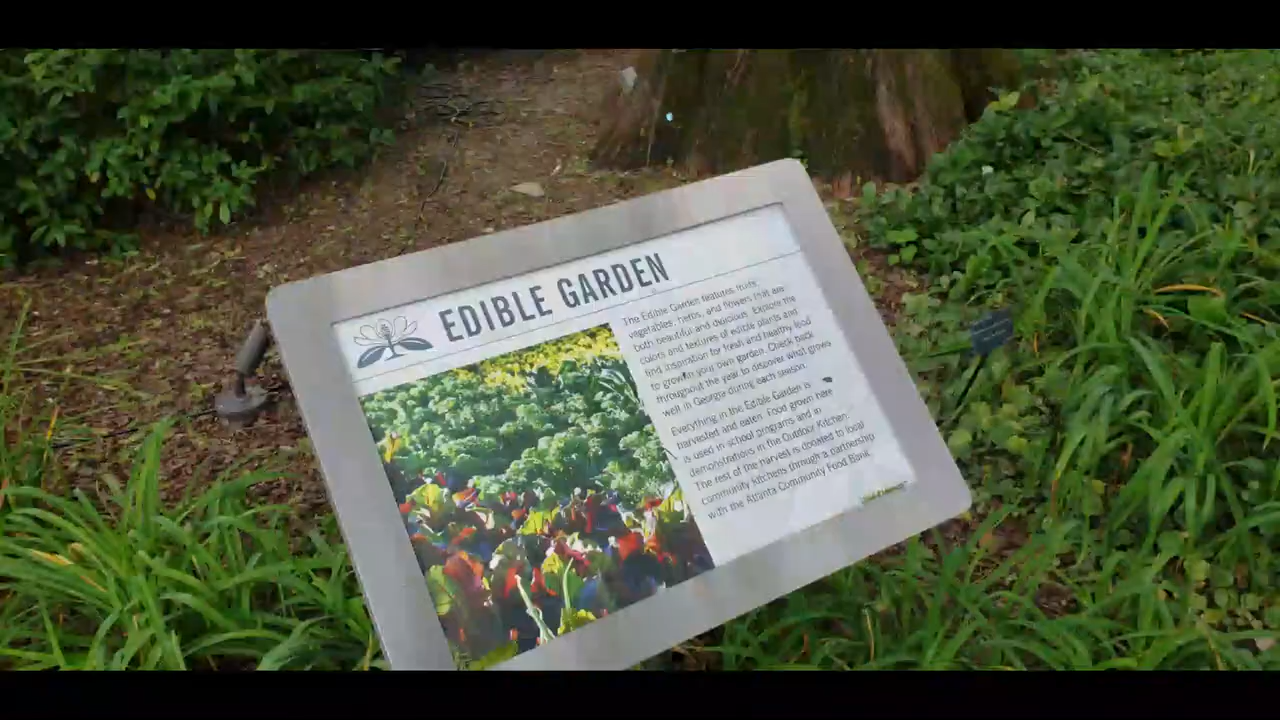 EDIBLE GARDEN
The Edible Garden features fruits,
vegetables, herbs, and flowers that are
both beautiful and delicious. Explore the
colors and textures of edible plants and
find inspiration for fresh and healthy food
to grow in your own garden. Check back
throughout the year to discover what grows
well in Georgia during each season.
Everything in the Edible Garden is
harvested and eaten. Food grown here
is used in school programs and in
demonstrations in the Outdoor Kitchen.
The rest of the harvest is donated to local
community kitchens through a partnership
with the Atlanta Community Food Bank.